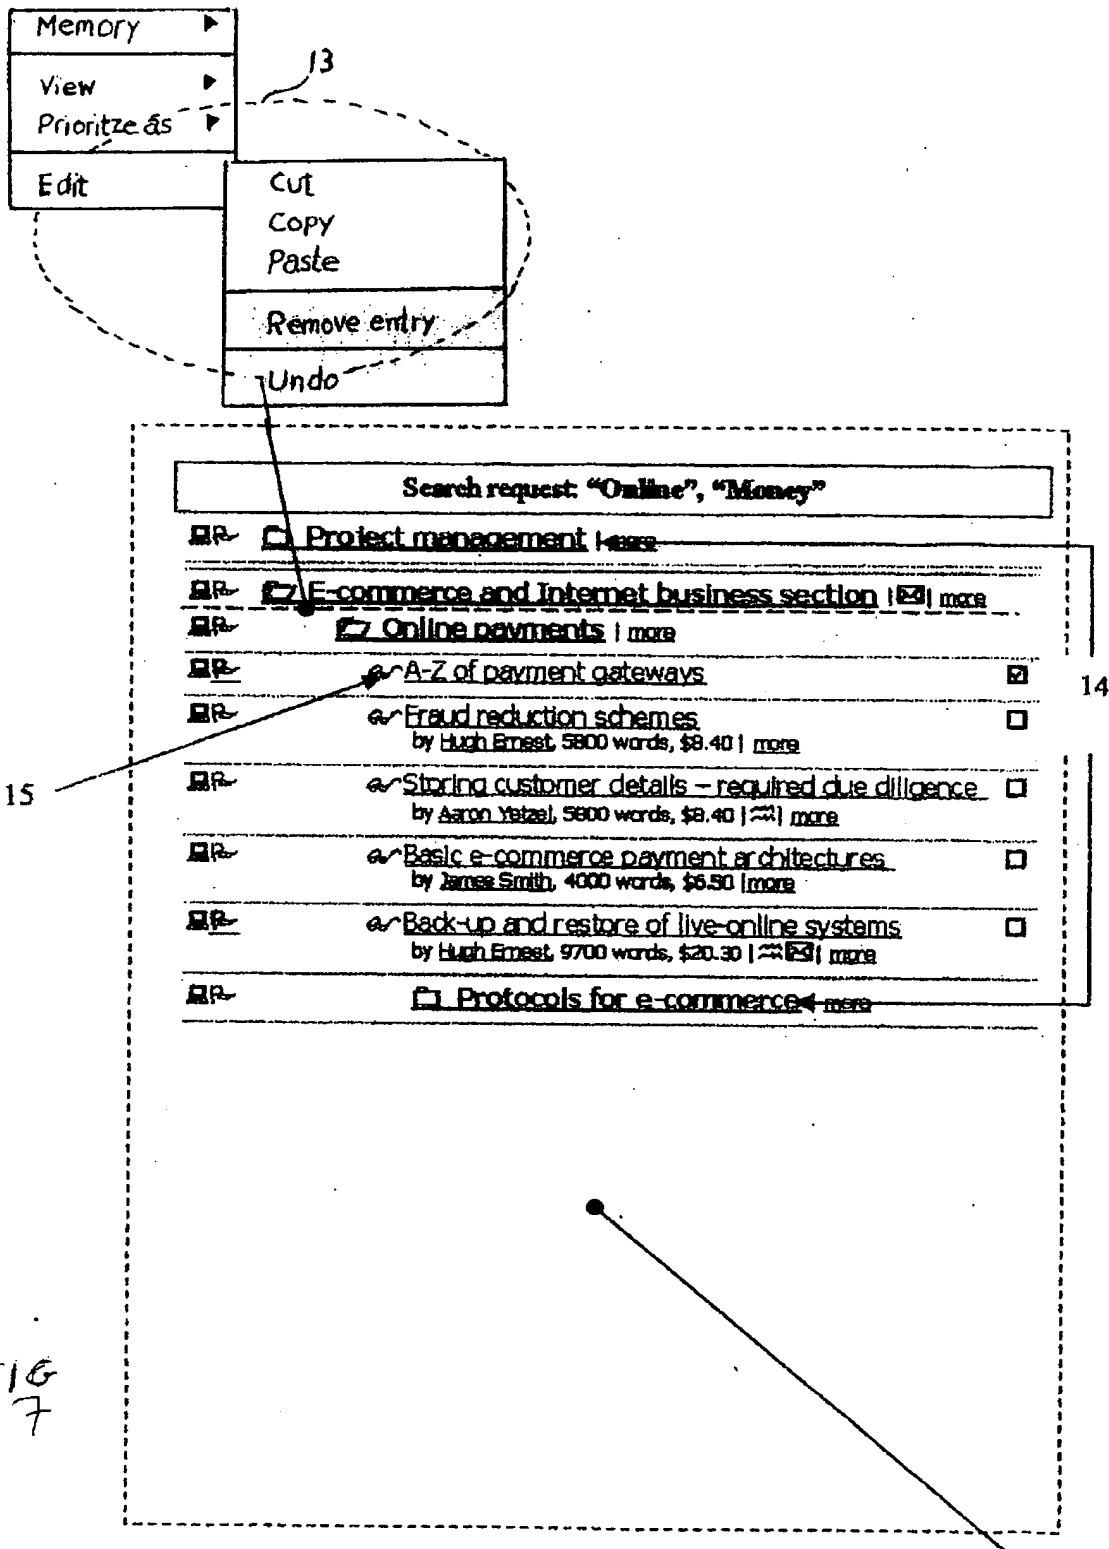 Memory
13
View
Prioritze as
Edit
Cut
Copy
Paste
Remove entry
Undo
Search request: “Online”, “Money”
Project management | more
E-commerce and Internet business section | | more
Online payments | more
A-Z of payment gateways
14
Fraud reduction schemes
by Hugh Ernest, 5800 words, $8.40 | more
15
Storing customer details – required due diligence
by Aaron Yetzel, 5800 words, $8.40 | | more
Basic e-commerce payment architectures
by James Smith, 4000 words, $6.50 | more
Back-up and restore of live-online systems
by Hugh Ernest, 9700 words, $20.30 | | more
Protocols for e-commerce more
FIG
7